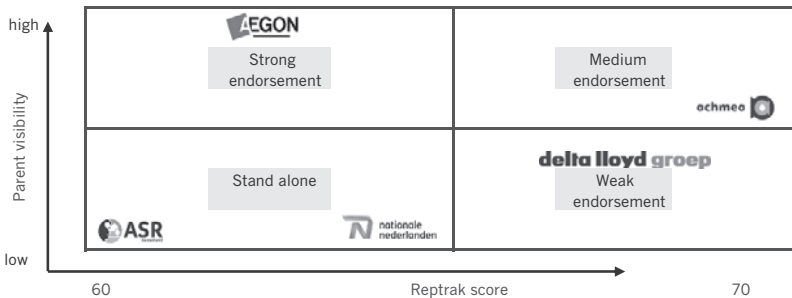 high
AEGON
Strong
endorsement
Medium
endorsement
achmea
Parent visibility
delta lloyd groep
Stand alone
Weak
endorsement
ASR
nationale
nederlanden
low
60
Reptrak score
70